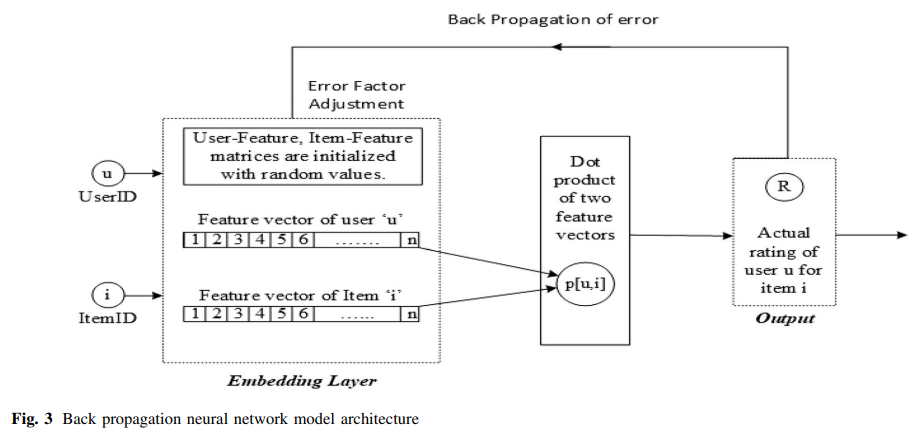 Back Propagation of error
Error Factor
Adjustment
User-Feature, Item-Feature
matrices are initialized
with random values.
u
UserID
Feature vector of user ‘u’
1 2 3 4 5 6 ....... n
i
ItemID
Feature vector of Item ‘i’
1 2 3 4 5 6 ...... n
Embedding Layer
Dot
product
of two
feature
vectors
p[u,i]
R
Actual
rating of
user u for
item i
Output
Fig. 3 Back propagation neural network model architecture